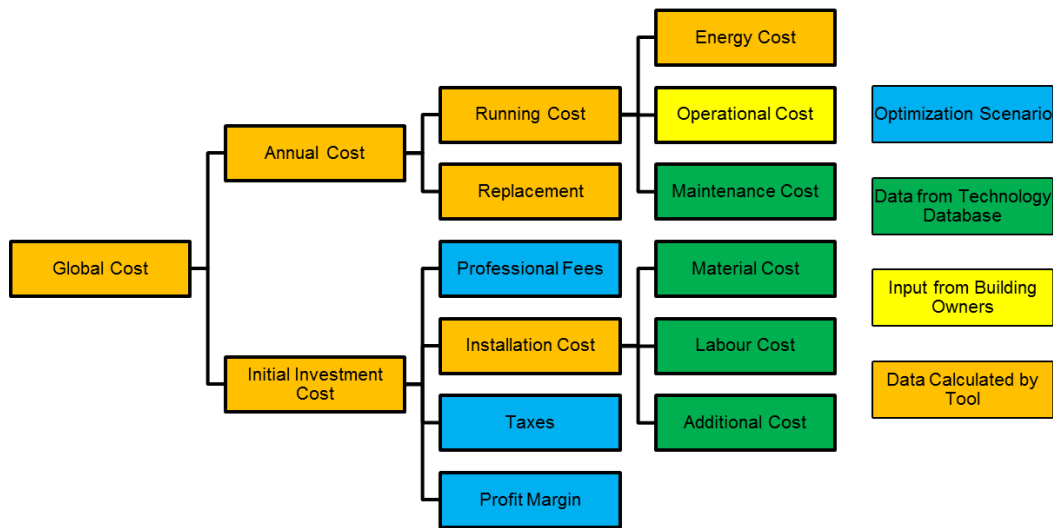 Energy Cost
Running Cost
Operational Cost
Optimization Scenario
Annual Cost
Replacement
Maintenance Cost
Data from Technology
Database
Global Cost
Professional Fees
Material Cost
Input from Building
Owners
Installation Cost
Labour Cost
Initial Investment
Cost
Data Calculated by
Tool
Taxes
Additional Cost
Profit Margin